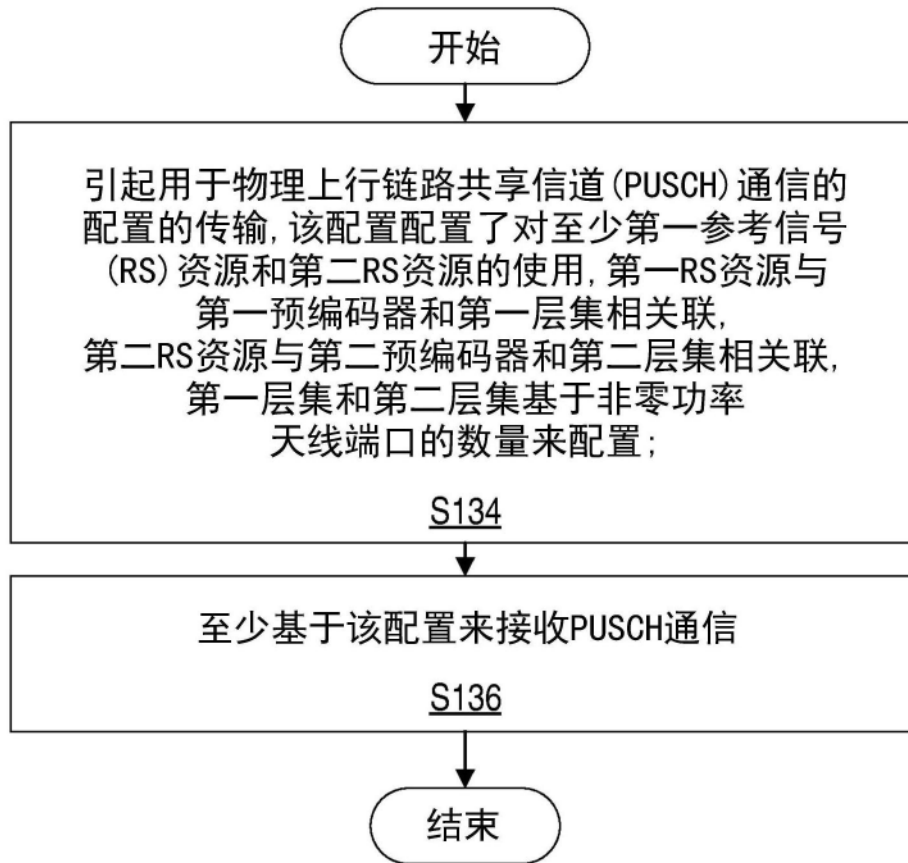 开始
引起用于物理上行链路共享信道(PUSCH)通信的
配置的传输,该配置配置了对至少第一参考信号
(RS)资源和第二RS资源的使用,第一RS资源与
第一预编码器和第一层集相关联,
第二RS资源与第二预编码器和第二层集相关联,
第一层集和第二层集基于非零功率
天线端口的数量来配置;
S134
至少基于该配置来接收PUSCH通信
S136
结束